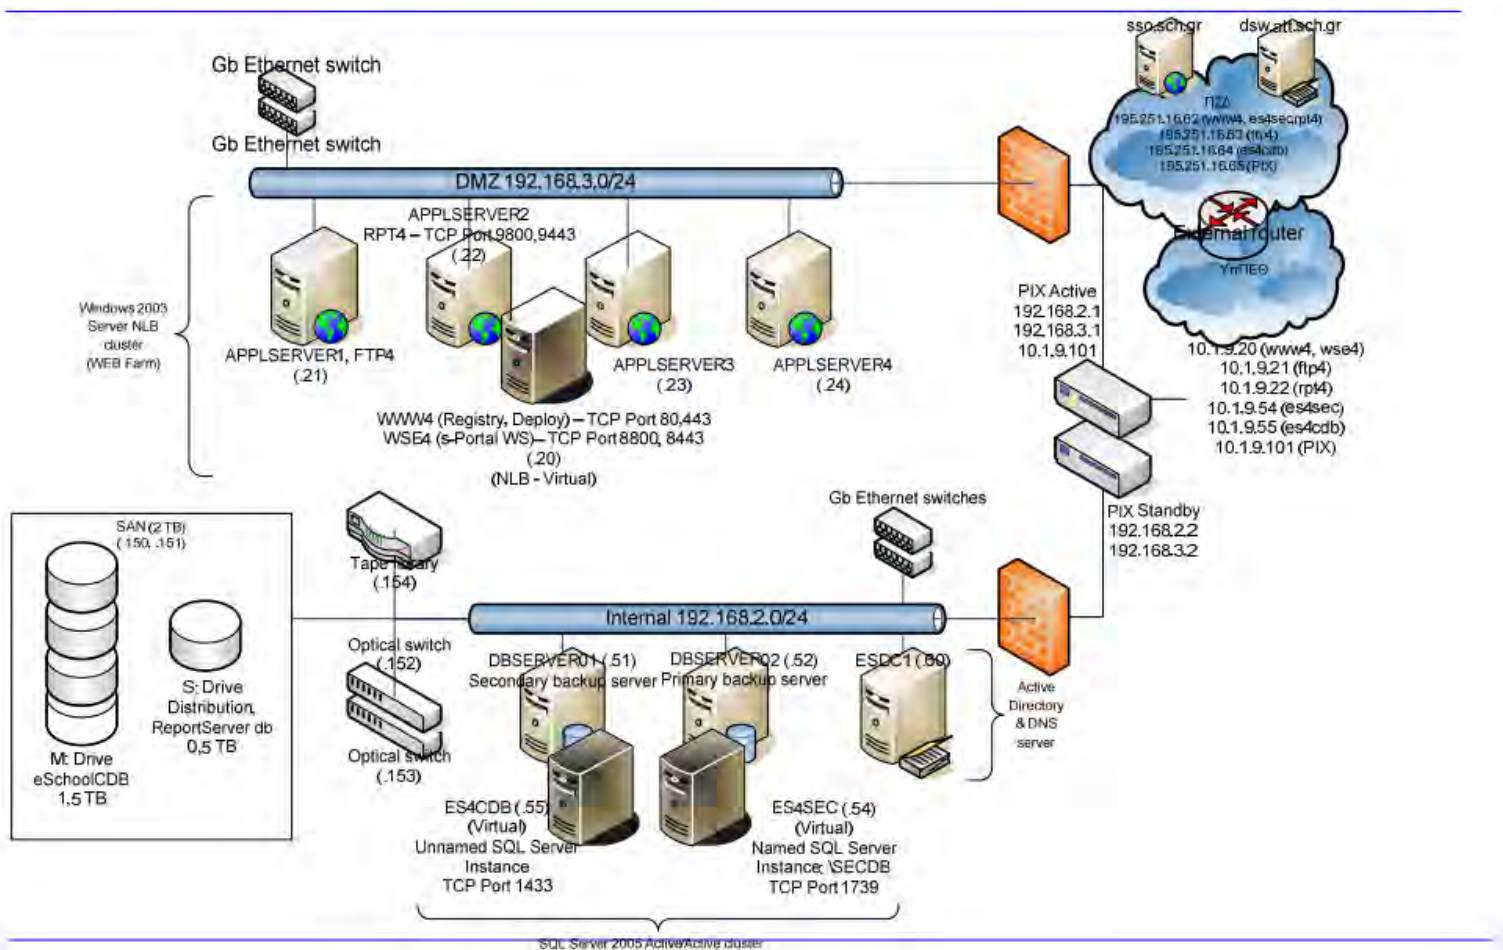 sso.sch.gr
dsw.att.sch.gr
Gb Ethernet switch
Gb Ethernet switch
ΠΣΔ
195.251.16.62 (www4, es4secrpt4)
195.251.16.63 (ftp4)
195.251.16.64 (es4cdb)
195.251.16.65 (PIX)
External router
ΥπΠΕΘ
DMZ 192.168.3.0/24
APPLSERVER2
RPT4 – TCP Port 9800,9443
(.22)
Windows 2003
Server NLB
cluster
(WEB Farm)
APPLSERVER1, FTP4
(.21)
APPLSERVER3
(.23)
APPLSERVER4
(.24)
WWW4 (Registry, Deploy) – TCP Port 80,443
WSE4 (s-Portal WS) – TCP Port 8800, 8443
(.20)
(NLB - Virtual)
PIX Active
192.168.2.1
192.168.3.1
10.1.9.101
10.1.9.20 (www4, wse4)
10.1.9.21 (ftp4)
10.1.9.22 (rpt4)
10.1.9.54 (es4sec)
10.1.9.55 (es4cdb)
10.1.9.101 (PIX)
PIX Standby
192.168.2.2
192.168.3.2
Gb Ethernet switches
SAN (2 TB)
(.150, .151)
M: Drive
eSchoolCDB
1,5 TB
S: Drive
Distribution,
ReportServer db
0,5 TB
Tape library
(.154)
Optical switch
(.152)
Optical switch
(.153)
Internal 192.168.2.0/24
DBSERVER01 (.51)
Secondary backup server
DBSERVER02 (.52)
Primary backup server
ESDC1 (.60)
Active
Directory
& DNS
server
ES4CDB (.55)
(Virtual)
Unnamed SQL Server
Instance
TCP Port 1433
ES4SEC (.54)
(Virtual)
Named SQL Server
Instance: \SECDB
TCP Port 1739
SQL Server 2005 Active/Active cluster